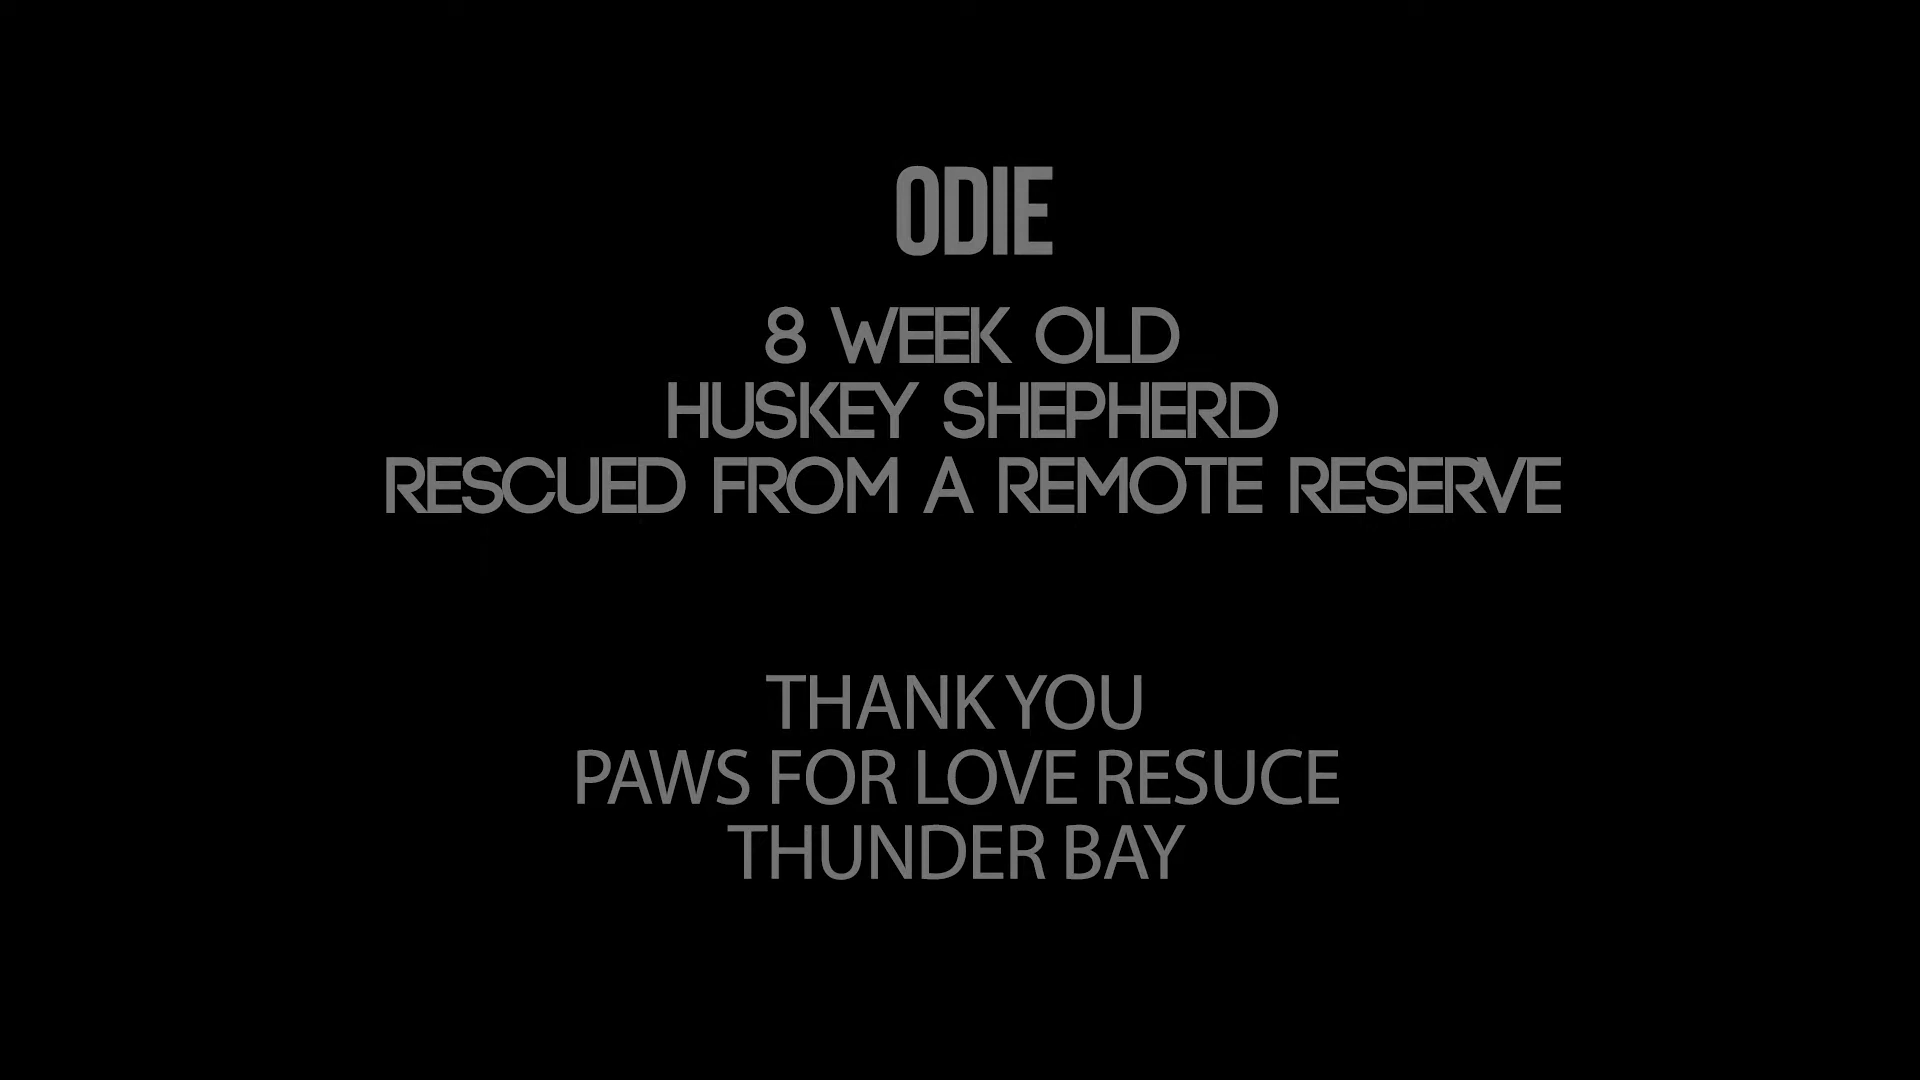 ODIE
8 WEEK OLD
HUSKEY SHEPHERD
RESCUED FROM A REMOTE RESERVE
THANK YOU
PAWS FOR LOVE RESUCE
THUNDER BAY